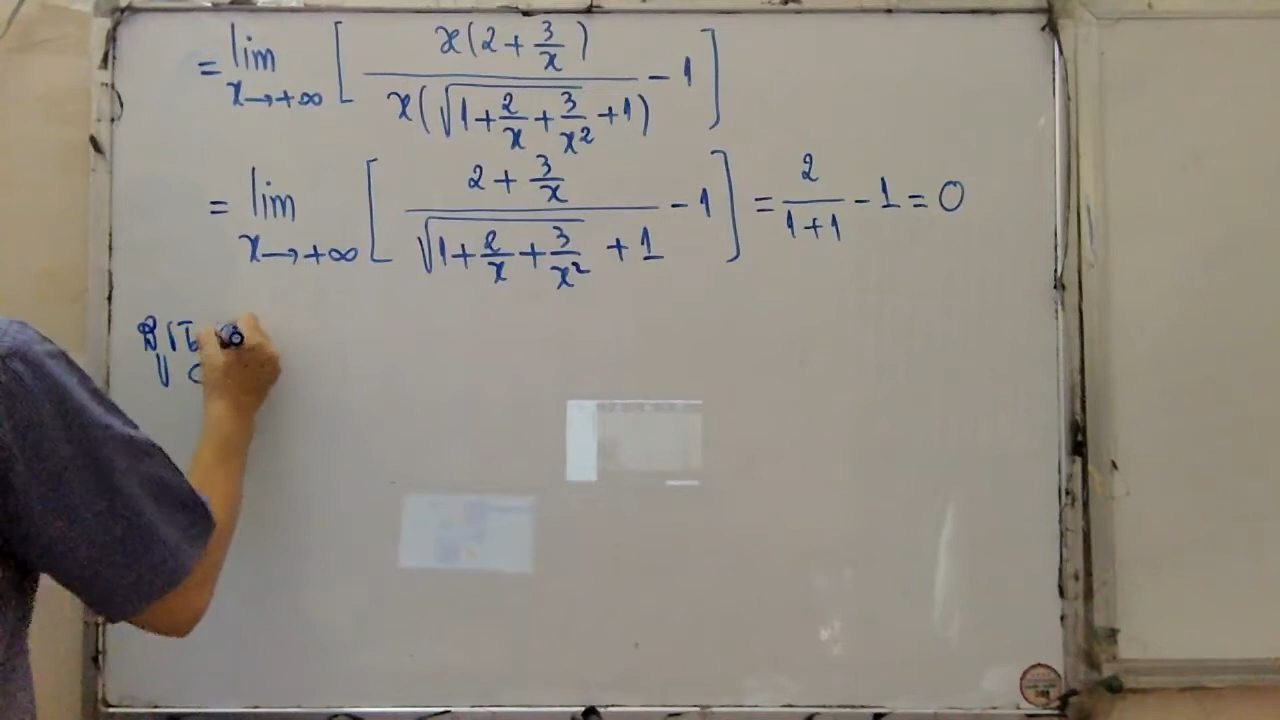 = lim x→+∞ [ x(2 + 3/x) / x(√(1 + 2/x + 3/x²) + 1) − 1 ]
= lim x→+∞ [ (2 + 3/x) / (√(1 + 2/x + 3/x²) + 1) − 1 ] = 2/(1+1) − 1 = 0